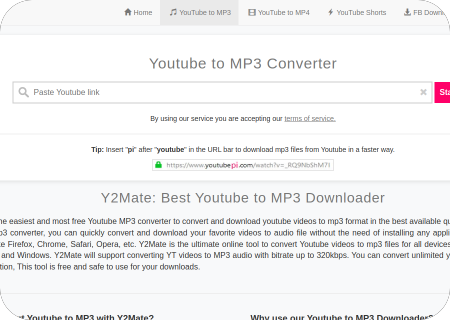 Home YouTube to MP3 YouTube to MP4 YouTube Shorts FB Down
Youtube to MP3 Converter
Paste Youtube link Sta
By using our service you are accepting our terms of service.
Tip: Insert "pi" after "youtube" in the URL bar to download mp3 files from Youtube in a faster way.
https://www.youtubepi.com/watch?v=_RQ9NbShM7I
Y2Mate: Best Youtube to MP3 Downloader
he easiest and most free Youtube MP3 converter to convert and download youtube videos to mp3 format in the best available qu
p3 converter, you can quickly convert and download your favorite videos to audio file without the need of installing any appli
ke Firefox, Chrome, Safari, Opera, etc. Y2Mate is the ultimate online tool to convert Youtube videos to mp3 files for all devices
and Windows. Y2Mate will support converting YT videos to MP3 audio with bitrate up to 320kbps. You can convert unlimited y
tion, This tool is free and safe to use for your downloads.
t Youtube to MP3 with Y2Mate? Why use our Youtube to MP3 Downloader?